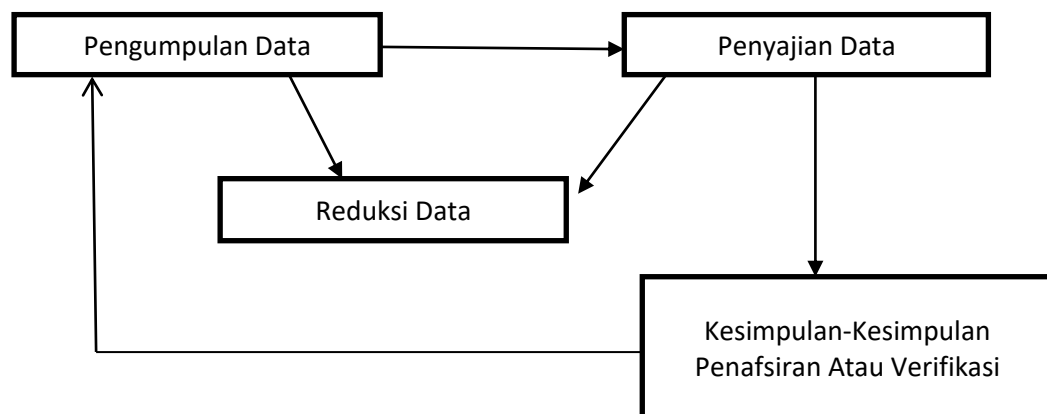 Pengumpulan Data
Penyajian Data
Reduksi Data
Kesimpulan-Kesimpulan
Penafsiran Atau Verifikasi